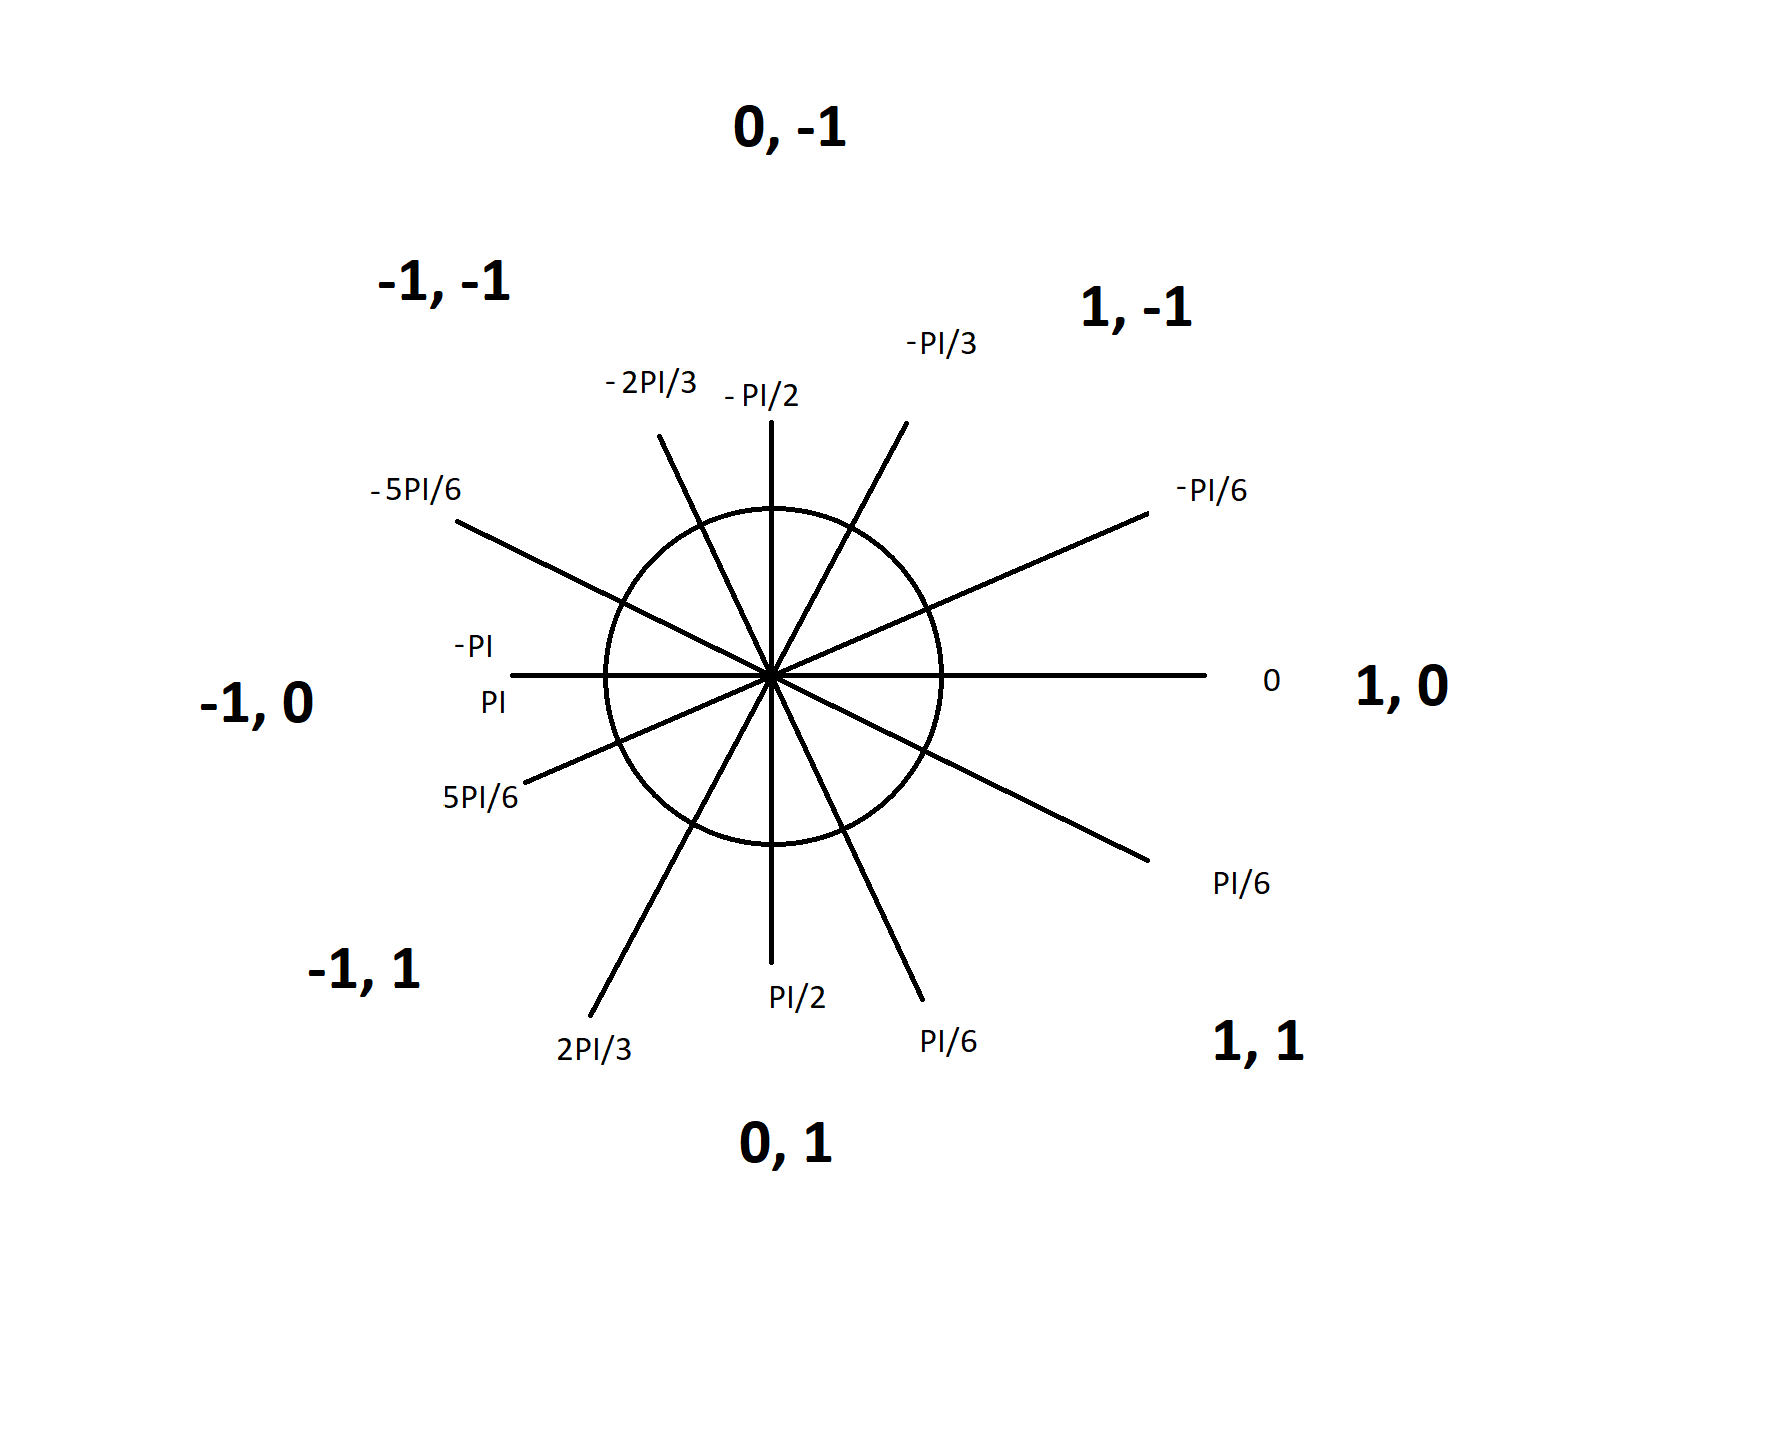 0, -1
-1, -1
1, -1
-PI/3
- 2PI/3
- PI/2
- 5PI/6
-PI/6
-PI
0
1, 0
-1, 0
PI
5PI/6
PI/6
-1, 1
PI/2
2PI/3
PI/6
1, 1
0, 1